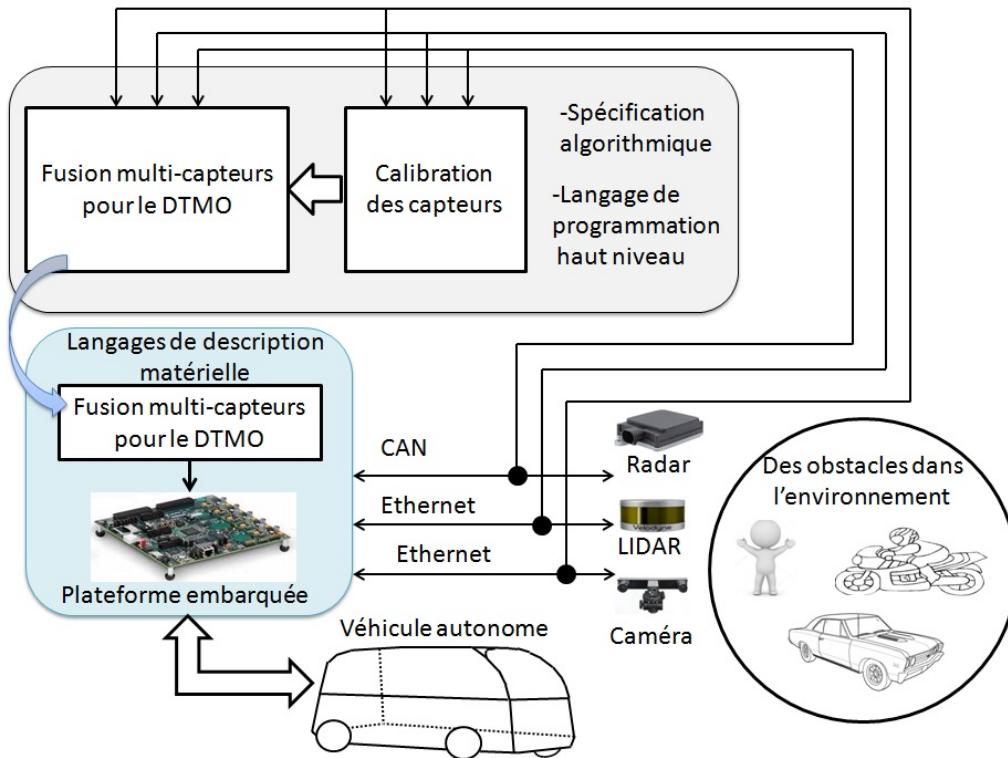 Fusion multi-capteurs
pour le DTMO
Calibration
des capteurs
-Spécification
algorithmique
-Langage de
programmation
haut niveau
Langages de description
matérielle
Fusion multi-capteurs
pour le DTMO
Plateforme embarquée
CAN
Ethernet
Ethernet
Radar
Velodyne
LIDAR
Caméra
Des obstacles dans
l'environnement
Véhicule autonome